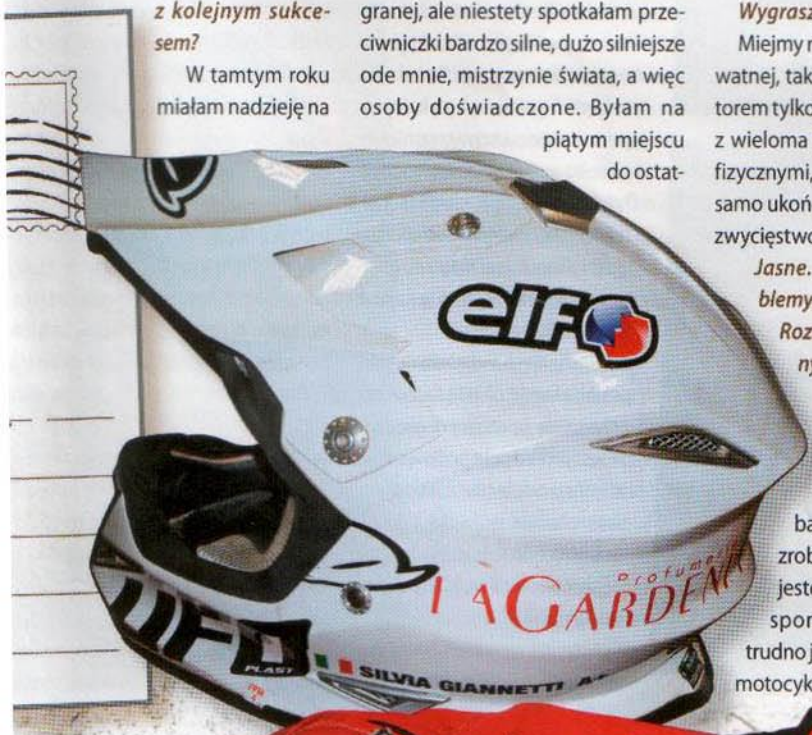 z kolejnym sukce-
sem?
W tamtym roku
miałam nadzieję na
granej, ale niestety spotkałam prze-
ciwniczki bardzo silne, dużo silniejsze
ode mnie, mistrzynie świata, a więc
osoby doświadczone. Byłam na
piątym miejscu
do ostat-
Wygrasz
Miejmy
watnej, tak
torem tylko
z wieloma
fizycznymi,
samo ukoń
zwycięstwo
Jasne.
blemy
Roz
ny
ba
zrob
jeste
spor
trudno j
motocyk
elf
profumer
LA GARDENIA
UFO
PLAST
SILVIA GIANNETTI